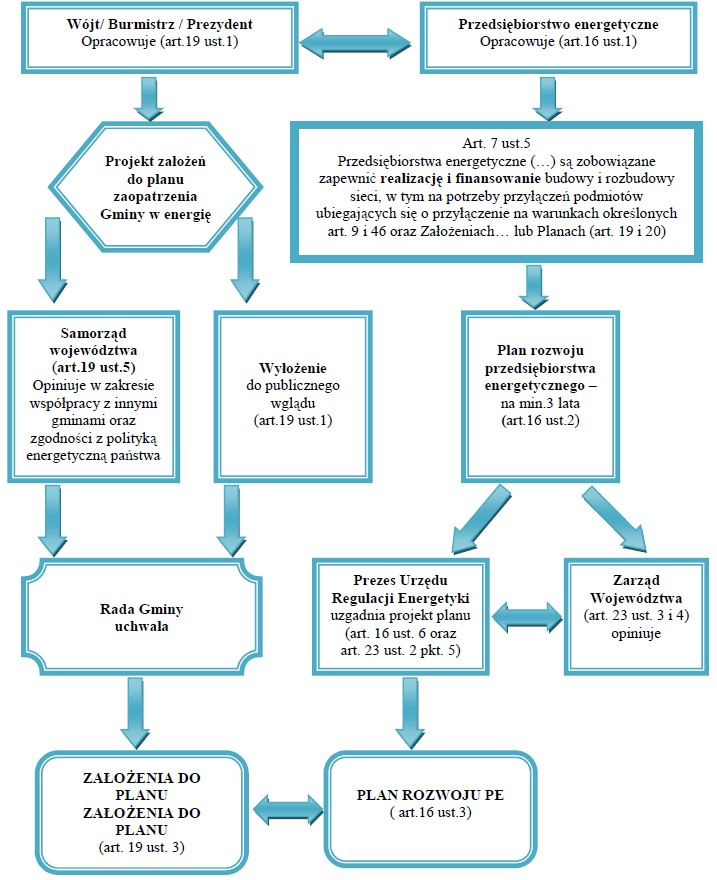 Wójt/ Burmistrz / Prezydent
Opracowuje (art.19 ust.1)
Przedsiębiorstwo energetyczne
Opracowuje (art.16 ust.1)
Projekt założeń
do planu
zaopatrzenia
Gminy w energię
Art. 7 ust.5
Przedsiębiorstwa energetyczne (…) są zobowiązane
zapewnić realizację i finansowanie budowy i rozbudowy
sieci, w tym na potrzeby przyłączeń podmiotów
ubiegających się o przyłączenie na warunkach określonych
art. 9 i 46 oraz Założeniach… lub Planach (art. 19 i 20)
Samorząd
województwa
(art.19 ust.5)
Opiniuje w zakresie
współpracy z innymi
gminami oraz
zgodności z polityką
energetyczną państwa
Wyłożenie
do publicznego
wglądu
(art.19 ust.1)
Plan rozwoju
przedsiębiorstwa
energetycznego –
na min.3 lata
(art.16 ust.2)
Rada Gminy
uchwala
Prezes Urzędu
Regulacji Energetyki
uzgadnia projekt planu
(art. 16 ust. 6 oraz
art. 23 ust. 2 pkt. 5)
Zarząd
Województwa
(art. 23 ust. 3 i 4)
opiniuje
ZAŁOŻENIA DO
PLANU
ZAŁOŻENIA DO
PLANU
(art. 19 ust. 3)
PLAN ROZWOJU PE
( art.16 ust.3)